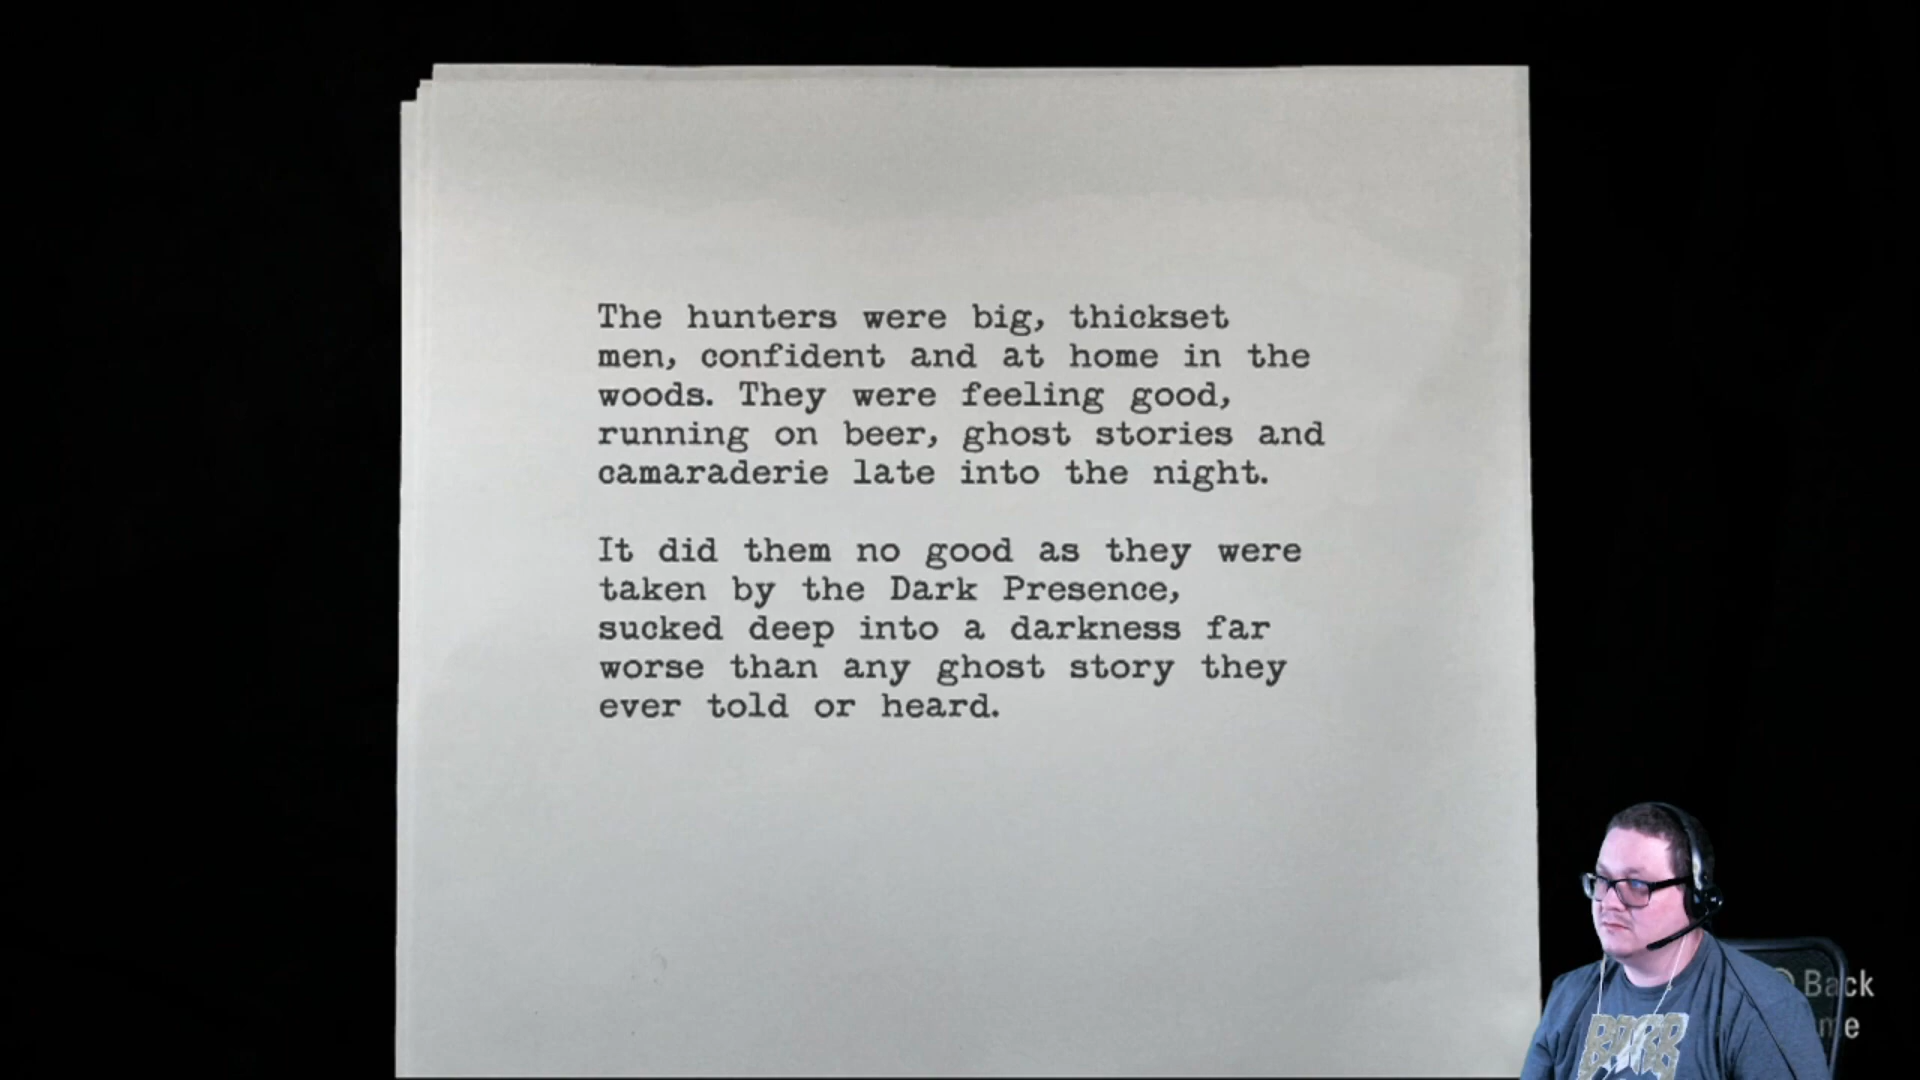 The hunters were big, thickset
men, confident and at home in the
woods. They were feeling good,
running on beer, ghost stories and
camaraderie late into the night.
It did them no good as they were
taken by the Dark Presence,
sucked deep into a darkness far
worse than any ghost story they
ever told or heard.
Back